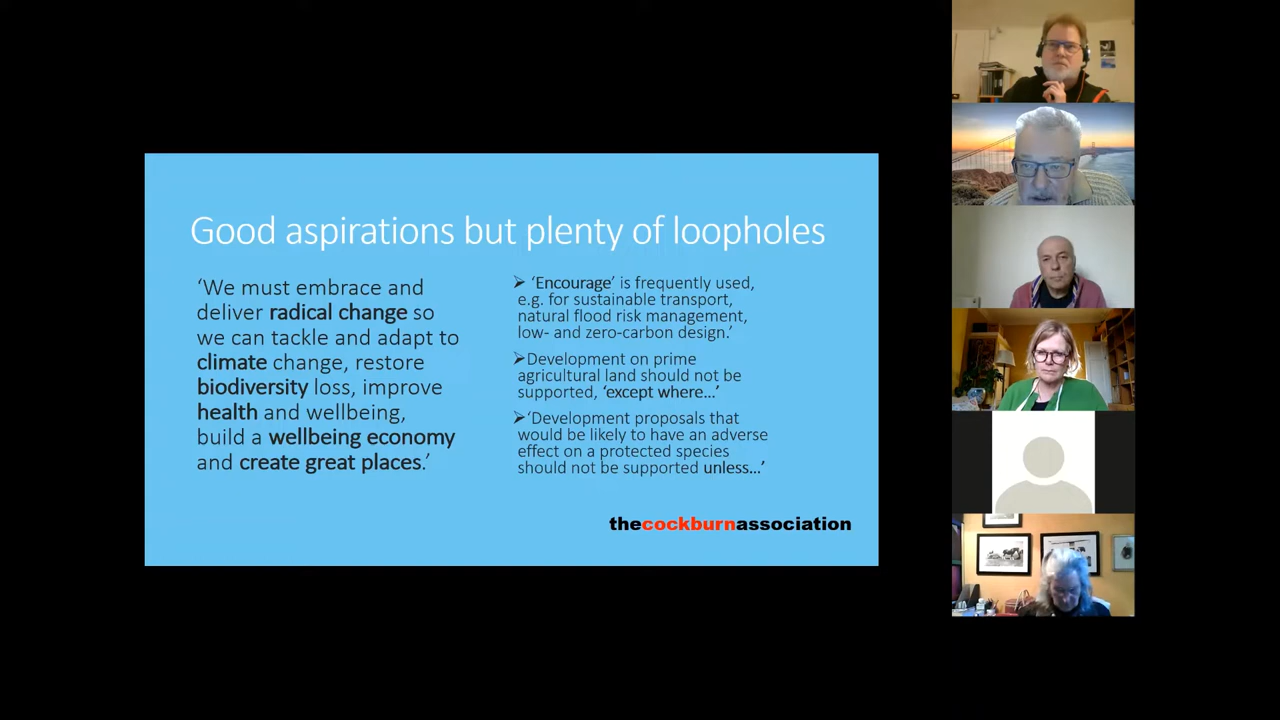 Good aspirations but plenty of loopholes
‘We must embrace and
deliver radical change so
we can tackle and adapt to
climate change, restore
biodiversity loss, improve
health and wellbeing,
build a wellbeing economy
and create great places.’
➢ ‘Encourage’ is frequently used,
e.g. for sustainable transport,
natural flood risk management,
low- and zero-carbon design.’
➢Development on prime
agricultural land should not be
supported, ‘except where...’
➢ ‘Development proposals that
would be likely to have an adverse
effect on a protected species
should not be supported unless...’
thecockburnassociation